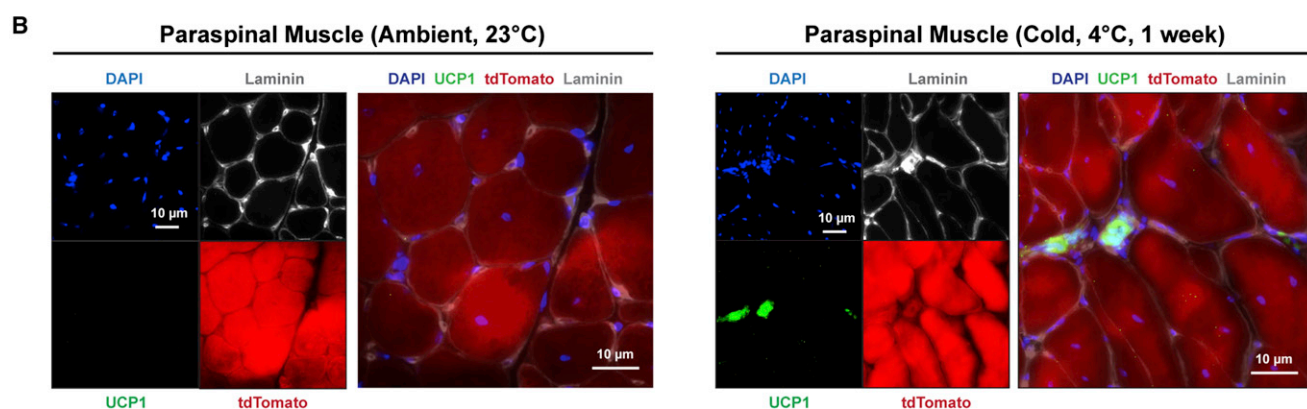 B
Paraspinal Muscle (Ambient, 23°C)
DAPI
Laminin
DAPI UCP1 tdTomato Laminin
10 µm
10 µm
UCP1
tdTomato
Paraspinal Muscle (Cold, 4°C, 1 week)
DAPI
Laminin
DAPI UCP1 tdTomato Laminin
10 µm
10 µm
UCP1
tdTomato